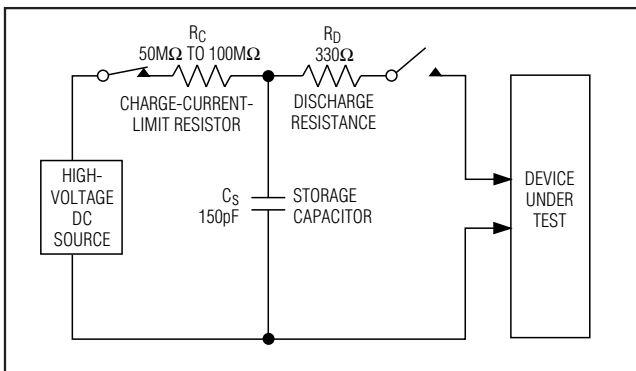 RC
50MΩ TO 100MΩ
CHARGE-CURRENT-
LIMIT RESISTOR
RD
330Ω
DISCHARGE
RESISTANCE
HIGH-
VOLTAGE
DC
SOURCE
CS
150pF
STORAGE
CAPACITOR
DEVICE
UNDER
TEST